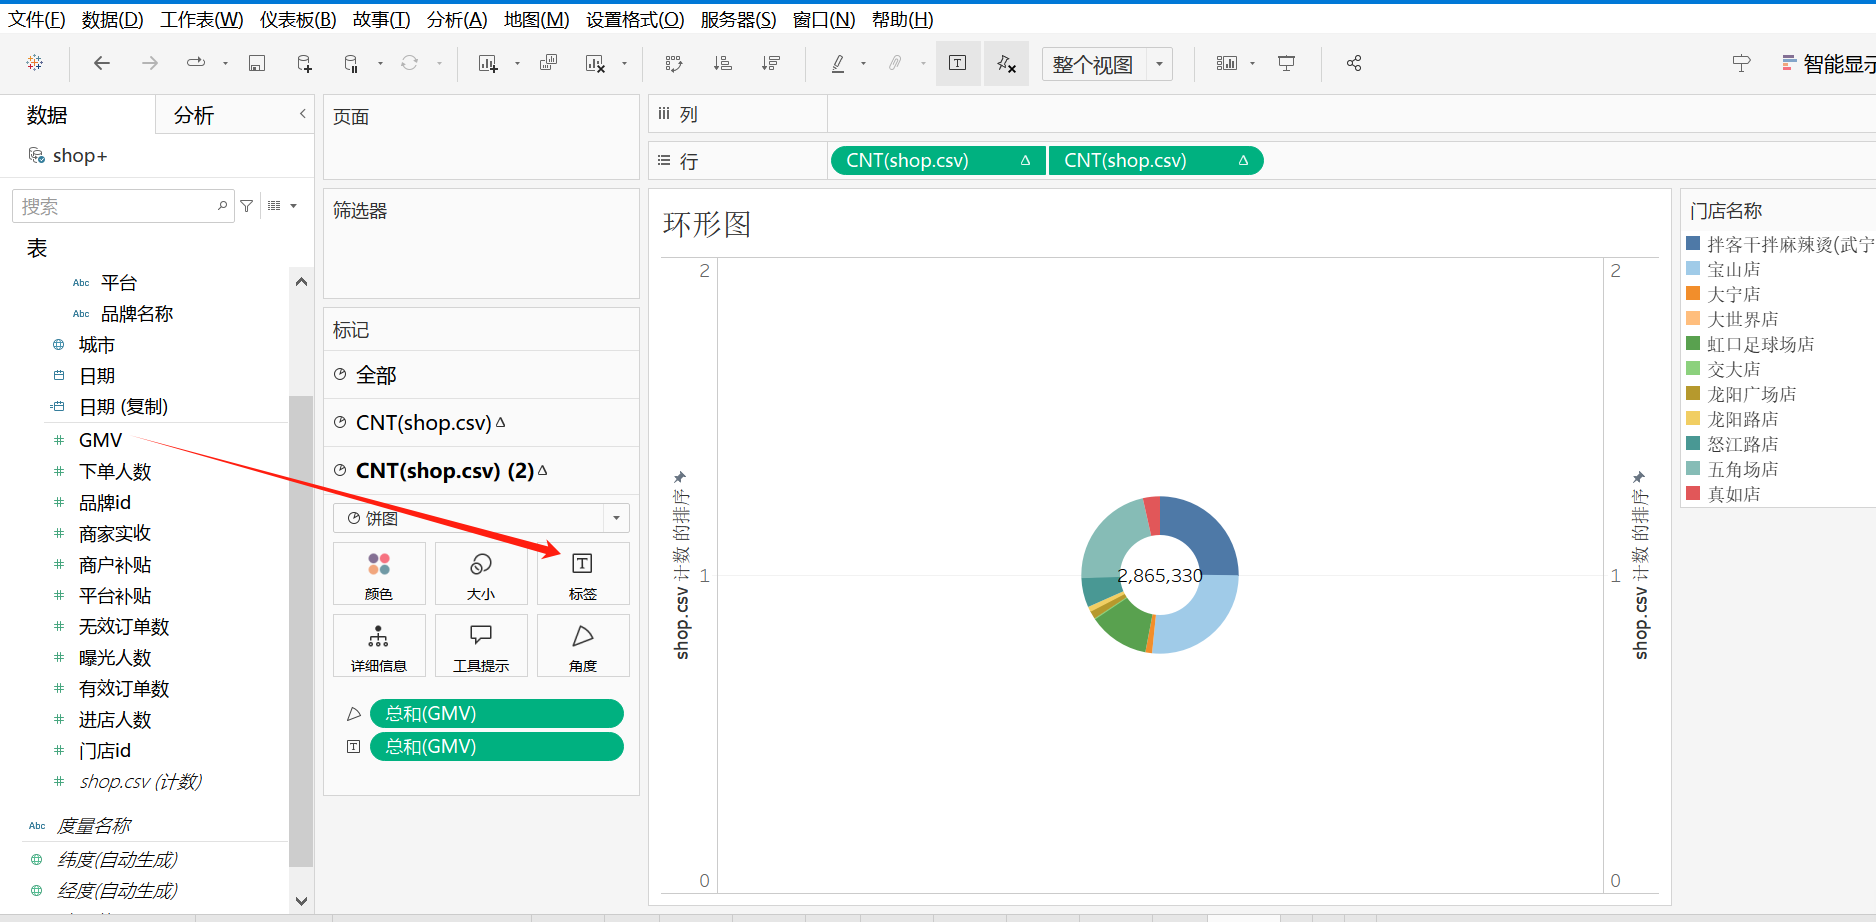 文件(F) 数据(D) 工作表(W) 仪表板(B) 故事(T) 分析(A) 地图(M) 设置格式(O) 服务器(S) 窗口(N) 帮助(H)
整个视图
智能显示
数据 分析
shop+
搜索
表
Abc 平台
Abc 品牌名称
城市
日期
日期 (复制)
GMV
下单人数
品牌id
商家实收
商户补贴
平台补贴
无效订单数
曝光人数
有效订单数
进店人数
门店id
shop.csv (计数)
Abc 度量名称
纬度(自动生成)
经度(自动生成)
页面
筛选器
标记
全部
CNT(shop.csv)
CNT(shop.csv) (2)
饼图
颜色 大小 标签
详细信息 工具提示 角度
总和(GMV)
总和(GMV)
列
行 CNT(shop.csv) CNT(shop.csv)
环形图
2
1
0
shop.csv 计数 的排序
2,865,330
2
1
0
shop.csv 计数 的排序
门店名称
拌客干拌麻辣烫(武宁
宝山店
大宁店
大世界店
虹口足球场店
交大店
龙阳广场店
龙阳路店
怒江路店
五角场店
真如店